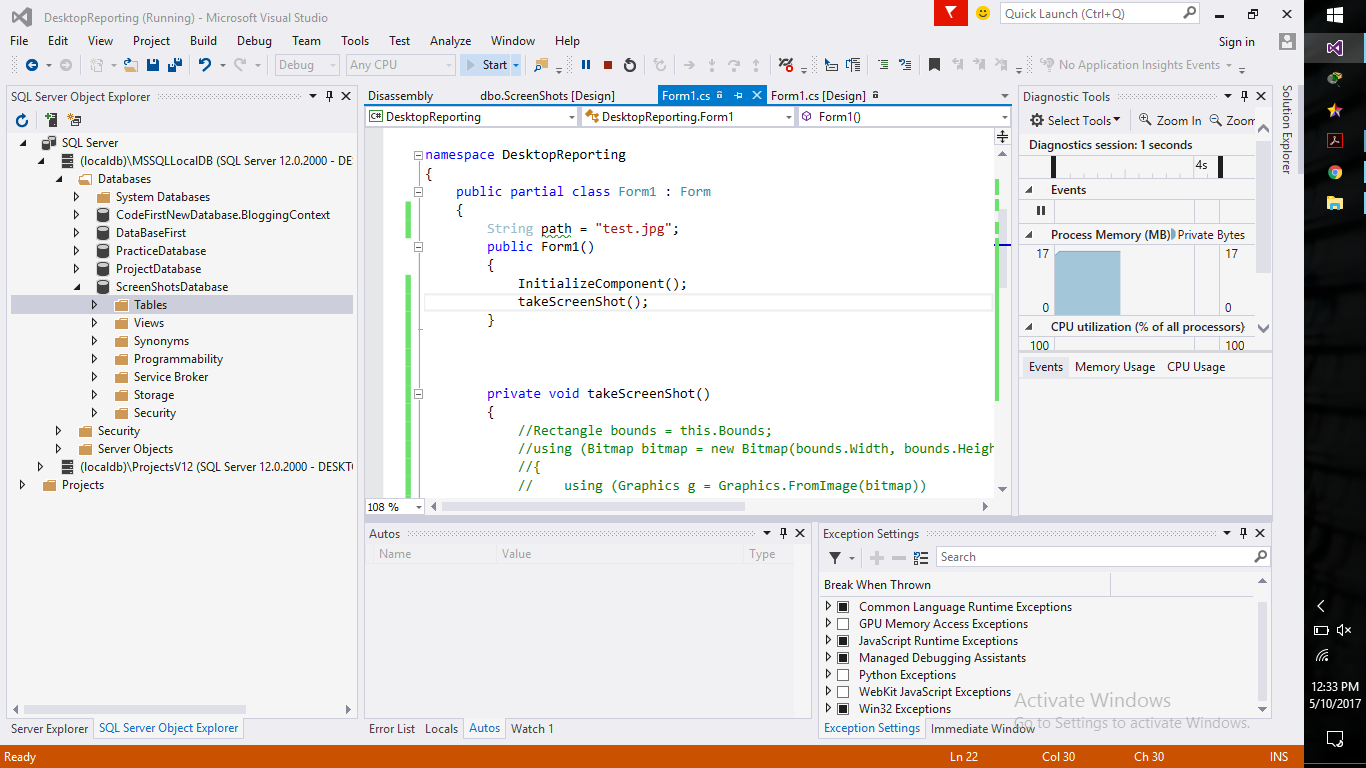 DesktopReporting (Running) - Microsoft Visual Studio
Quick Launch (Ctrl+Q)
File Edit View Project Build Debug Team Tools Test Analyze Window Help
Sign in
Debug Any CPU Start No Application Insights Events
SQL Server Object Explorer
SQL Server
(localdb)\MSSQLLocalDB (SQL Server 12.0.2000 - DE
Databases
System Databases
CodeFirstNewDatabase.BloggingContext
DataBaseFirst
PracticeDatabase
ProjectDatabase
ScreenShotsDatabase
Tables
Views
Synonyms
Programmability
Service Broker
Storage
Security
Security
Server Objects
(localdb)\ProjectsV12 (SQL Server 12.0.2000 - DESKT
Projects
Server Explorer SQL Server Object Explorer
Disassembly dbo.ScreenShots [Design] Form1.cs Form1.cs [Design]
C# DesktopReporting DesktopReporting.Form1 Form1()
namespace DesktopReporting
{
public partial class Form1 : Form
{
String path = "test.jpg";
public Form1()
{
InitializeComponent();
takeScreenShot();
}
private void takeScreenShot()
{
//Rectangle bounds = this.Bounds;
//using (Bitmap bitmap = new Bitmap(bounds.Width, bounds.Heigh
//{
// using (Graphics g = Graphics.FromImage(bitmap))
108 %
Autos
Name Value Type
Error List Locals Autos Watch 1
Diagnostic Tools
Select Tools Zoom In Zoom
Diagnostics session: 1 seconds
4s
Events
Process Memory (MB) Private Bytes
17 17
0 0
CPU utilization (% of all processors)
100 100
Events Memory Usage CPU Usage
Solution Explorer
Exception Settings
Search
Break When Thrown
Common Language Runtime Exceptions
GPU Memory Access Exceptions
JavaScript Runtime Exceptions
Managed Debugging Assistants
Python Exceptions
WebKit JavaScript Exceptions
Win32 Exceptions
Exception Settings Immediate Window
Activate Windows
Go to Settings to activate Windows.
Ready Ln 22 Col 30 Ch 30 INS
12:33 PM
5/10/2017